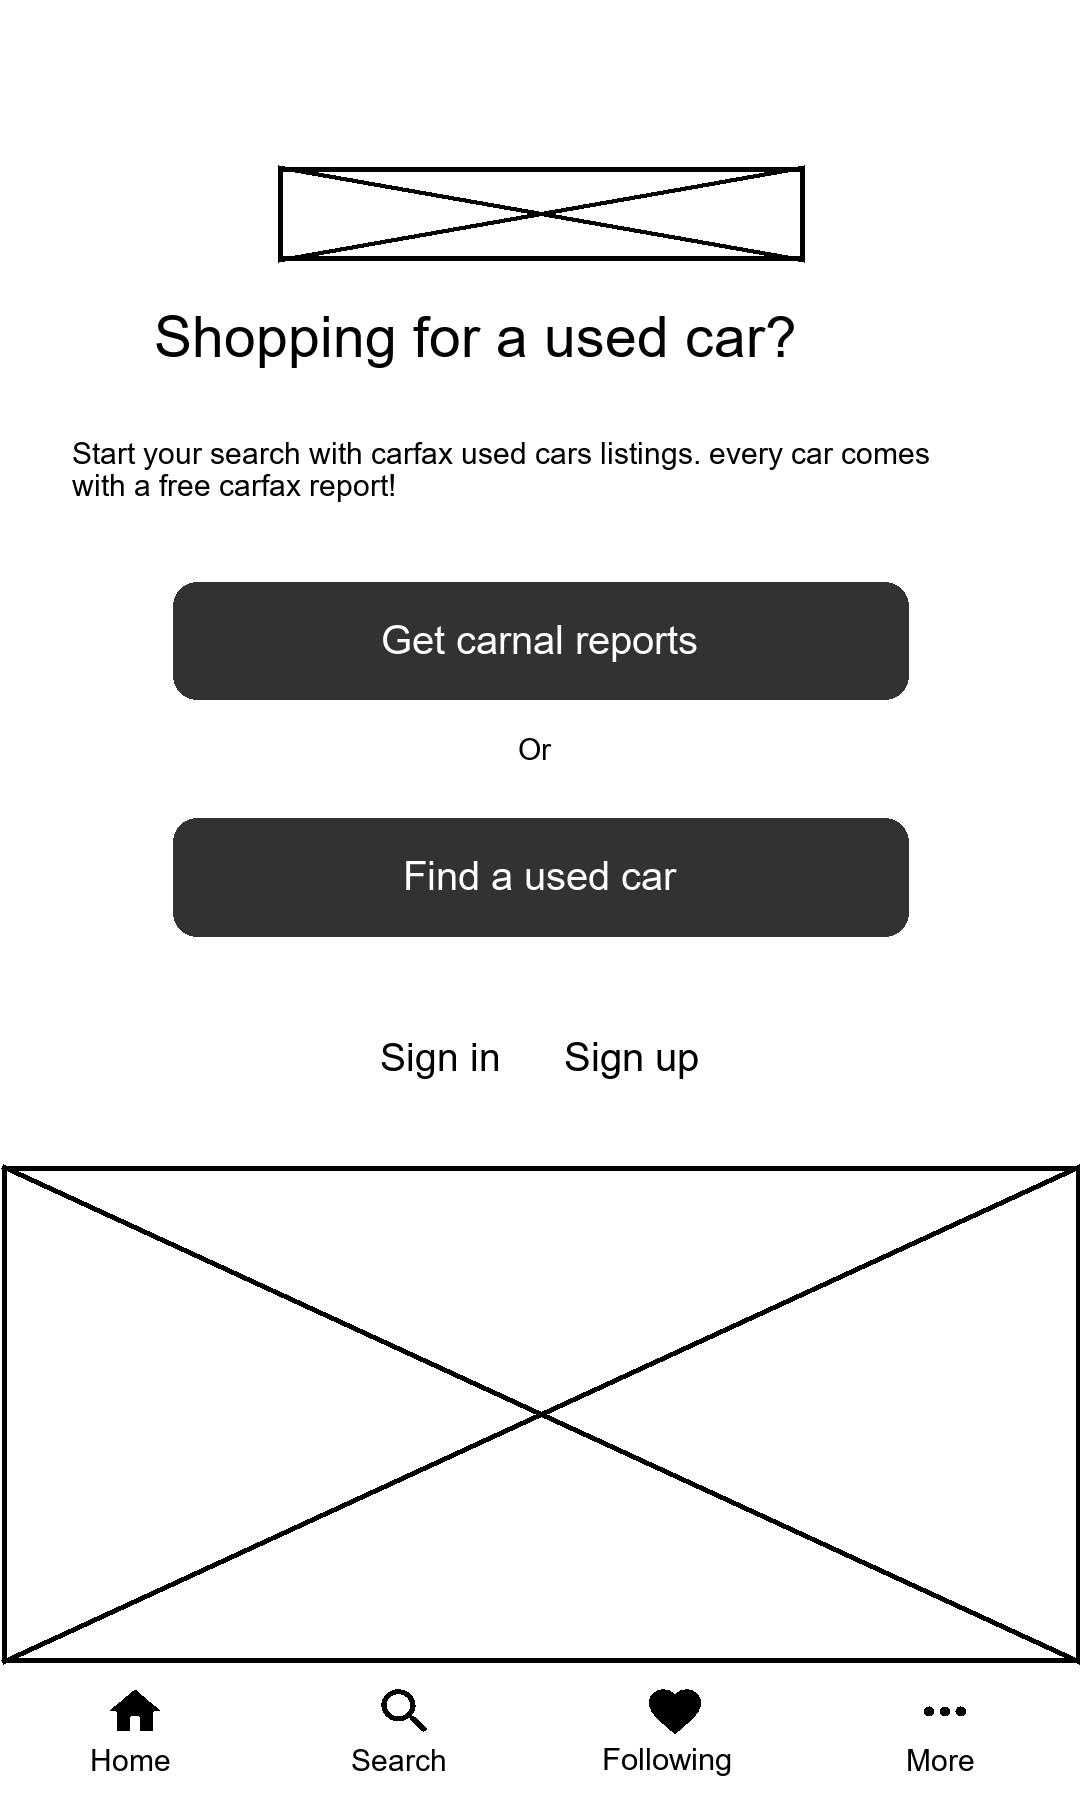 Shopping for a used car?
Start your search with carfax used cars listings. every car comes
with a free carfax report!
Get carnal reports
Or
Find a used car
Sign in Sign up
Home Search Following More